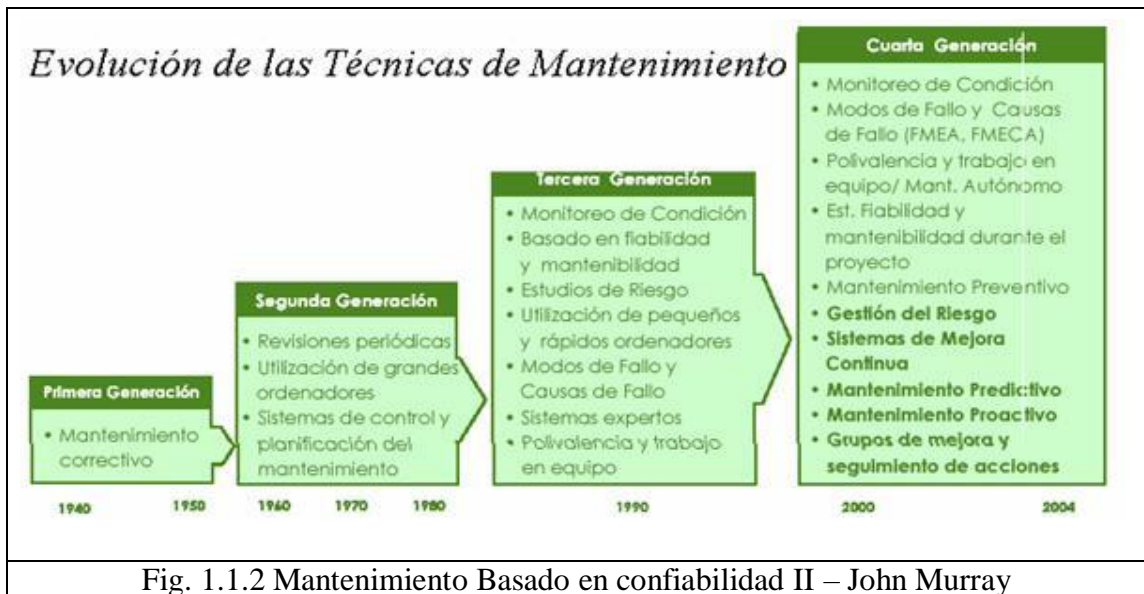 Evolución de las Técnicas de Mantenimiento
Primera Generación
• Mantenimiento
correctivo
Segunda Generación
• Revisiones periódicas
• Utilización de grandes
ordenadores
• Sistemas de control y
planificación del
mantenimiento
Tercera Generación
• Monitoreo de Condición
• Basado en fiabilidad
y mantenibilidad
• Estudios de Riesgo
• Utilización de pequeños
y rápidos ordenadores
• Modos de Fallo y
Causas de Fallo
• Sistemas expertos
• Polivalencia y trabajo
en equipo
Cuarta Generación
• Monitoreo de Condición
• Modos de Fallo y Causas
de Fallo (FMEA, FMECA)
• Polivalencia y trabajo en
equipo/ Mant. Autónomo
• Est. Fiabilidad y
mantenibilidad durante el
proyecto
• Mantenimiento Preventivo
• Gestión del Riesgo
• Sistemas de Mejora
Continua
• Mantenimiento Predictivo
• Mantenimiento Proactivo
• Grupos de mejora y
seguimiento de acciones
1940 1950 1960 1970 1980 1990 2000 2004
Fig. 1.1.2 Mantenimiento Basado en confiabilidad II – John Murray